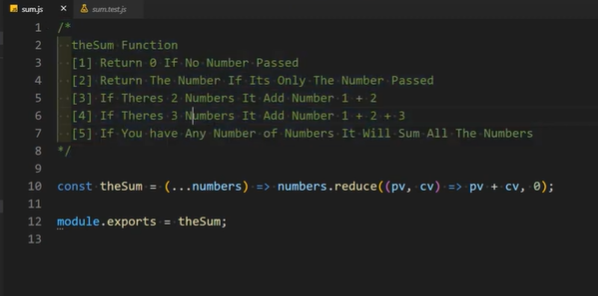 sum.js × sum.test.js
1 /*
2 theSum Function
3 [1] Return 0 If No Number Passed
4 [2] Return The Number If Its Only The Number Passed
5 [3] If Theres 2 Numbers It Add Number 1 + 2
6 [4] If Theres 3 Numbers It Add Number 1 + 2 + 3
7 [5] If You have Any Number of Numbers It Will Sum All The Numbers
8 */
9
10 const theSum = (...numbers) => numbers.reduce((pv, cv) => pv + cv, 0);
11
12 module.exports = theSum;
13